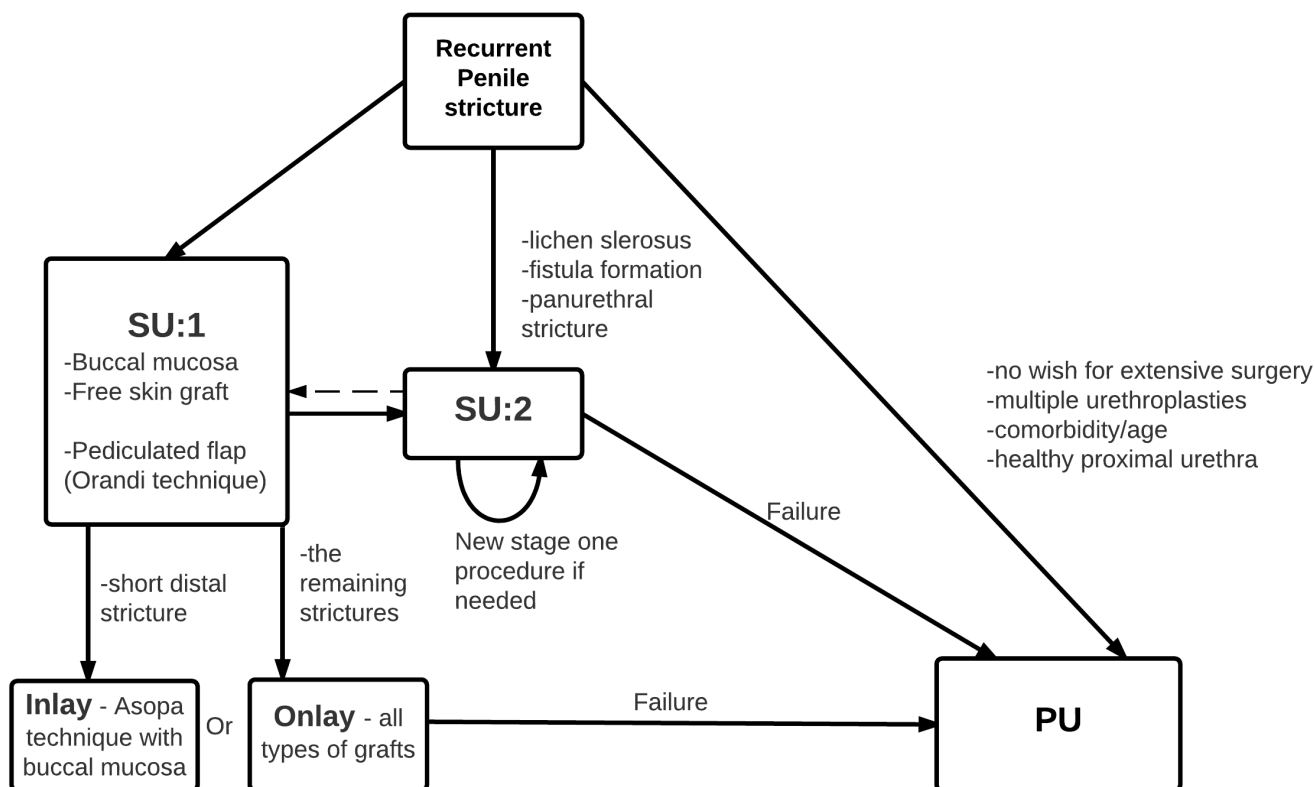 Recurrent
Penile
stricture
-lichen slerosus
-fistula formation
-panurethral
stricture
SU:1
-Buccal mucosa
-Free skin graft
-Pediculated flap
(Orandi technique)
SU:2
-no wish for extensive surgery
-multiple urethroplasties
-comorbidity/age
-healthy proximal urethra
Failure
New stage one
procedure if
needed
-short distal
stricture
-the
remaining
strictures
Inlay - Asopa
technique with
buccal mucosa
Or
Onlay - all
types of grafts
Failure
PU